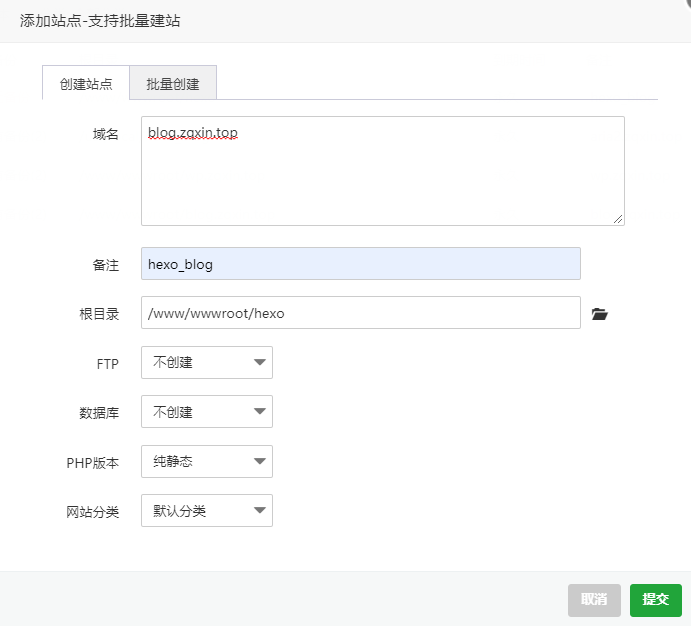 添加站点-支持批量建站
创建站点 批量创建
域名 blog.zqxin.top
备注 hexo_blog
根目录 /www/wwwroot/hexo
FTP 不创建
数据库 不创建
PHP版本 纯静态
网站分类 默认分类
取消 提交